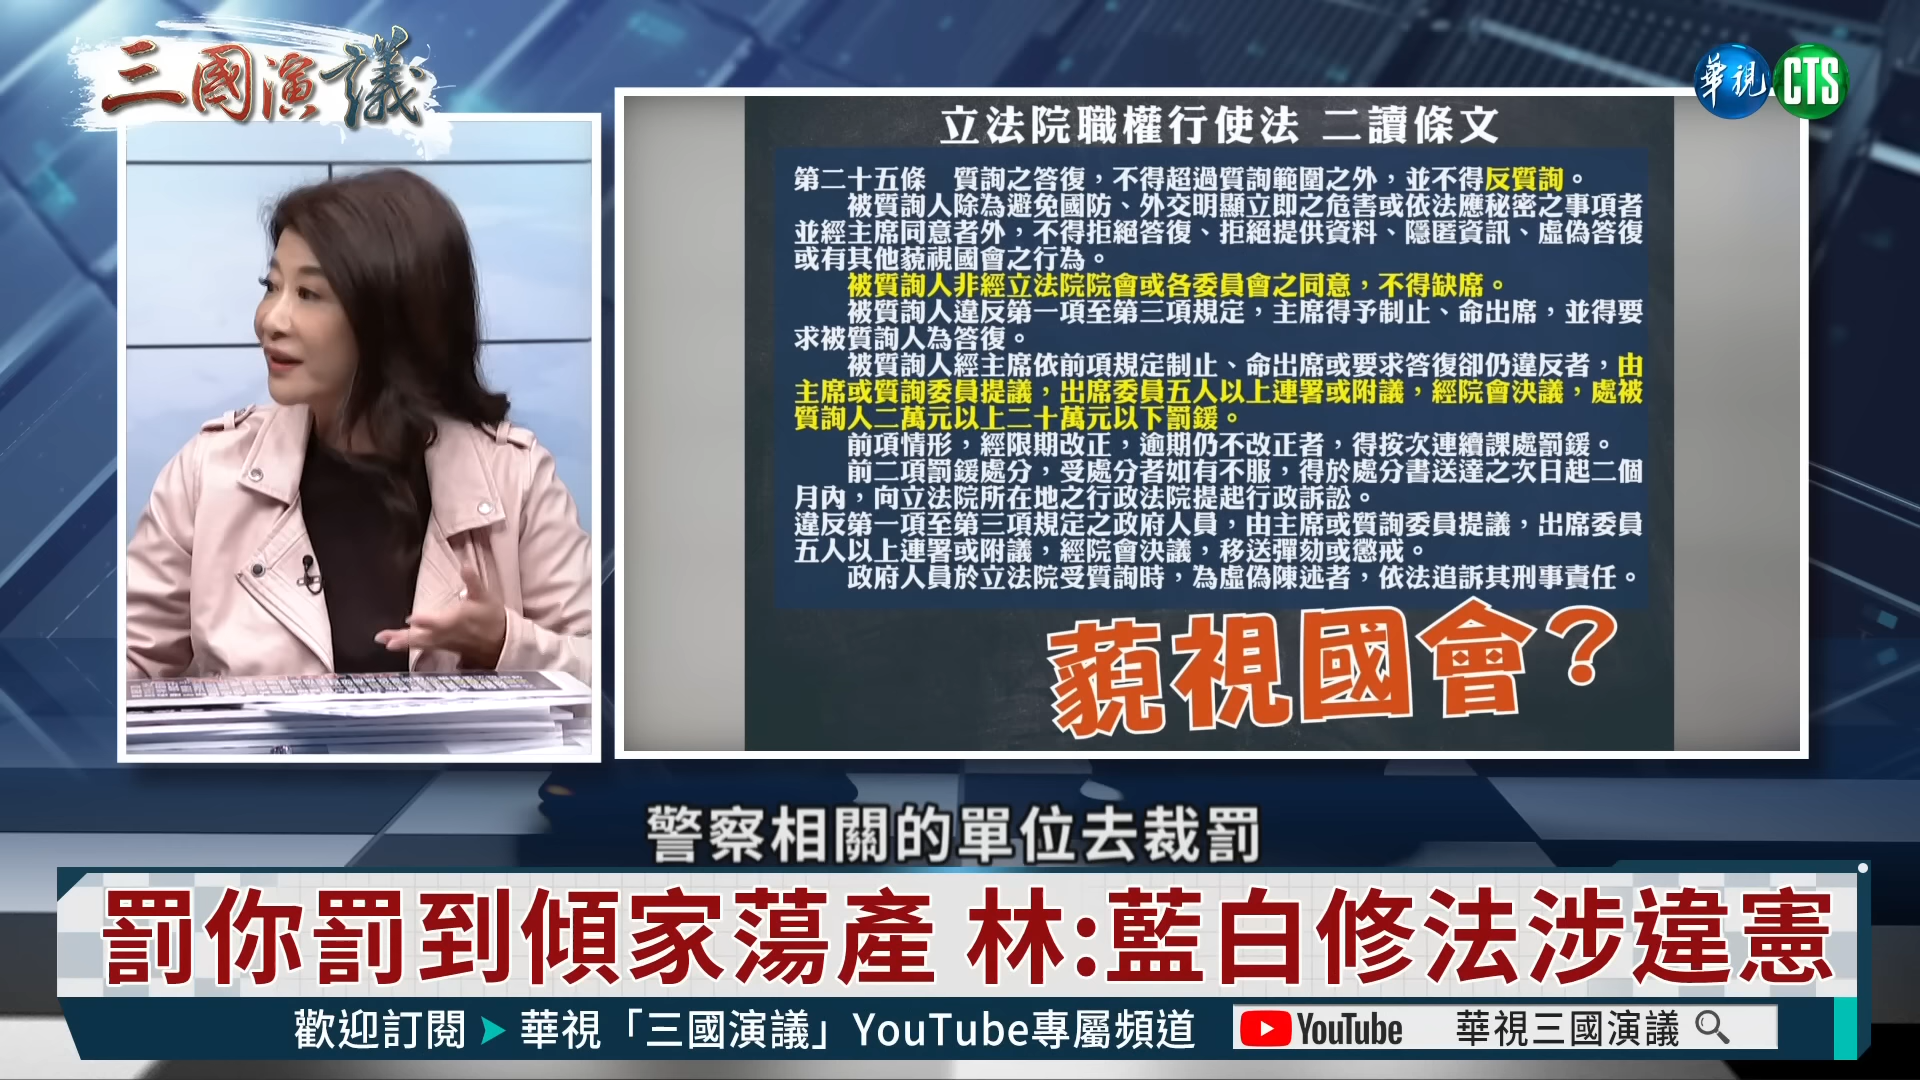 三國演議
華視 CTS
立法院職權行使法 二讀條文
第二十五條　質詢之答復，不得超過質詢範圍之外，並不得反質詢。
被質詢人除為避免國防、外交明顯立即之危害或依法應秘密之事項者
並經主席同意者外，不得拒絕答復、拒絕提供資料、隱匿資訊、虛偽答復
或有其他藐視國會之行為。
被質詢人非經立法院院會或各委員會之同意，不得缺席。
被質詢人違反第一項至第三項規定，主席得予制止、命出席，並得要
求被質詢人為答復。
被質詢人經主席依前項規定制止、命出席或要求答復卻仍違反者，由
主席或質詢委員提議，出席委員五人以上連署或附議，經院會決議，處被
質詢人二萬元以上二十萬元以下罰鍰。
前項情形，經限期改正，逾期仍不改正者，得按次連續課處罰鍰。
前二項罰鍰處分，受處分者如有不服，得於處分書送達之次日起二個
月內，向立法院所在地之行政法院提起行政訴訟。
違反第一項至第三項規定之政府人員，由主席或質詢委員提議，出席委員
五人以上連署或附議，經院會決議，移送彈劾或懲戒。
政府人員於立法院受質詢時，為虛偽陳述者，依法追訴其刑事責任。
藐視國會？
警察相關的單位去裁罰
罰你罰到傾家蕩產 林:藍白修法涉違憲
歡迎訂閱 華視「三國演議」YouTube專屬頻道 YouTube 華視三國演議